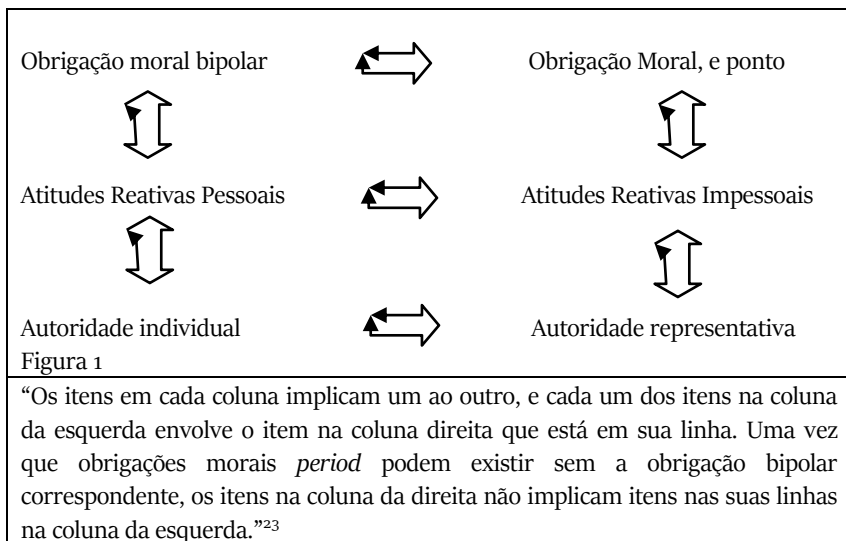 Obrigação moral bipolar Obrigação Moral, e ponto
Atitudes Reativas Pessoais Atitudes Reativas Impessoais
Autoridade individual Autoridade representativa
Figura 1
“Os itens em cada coluna implicam um ao outro, e cada um dos itens na coluna
da esquerda envolve o item na coluna direita que está em sua linha. Uma vez
que obrigações morais period podem existir sem a obrigação bipolar
correspondente, os itens na coluna da direita não implicam itens nas suas linhas
na coluna da esquerda.”²³